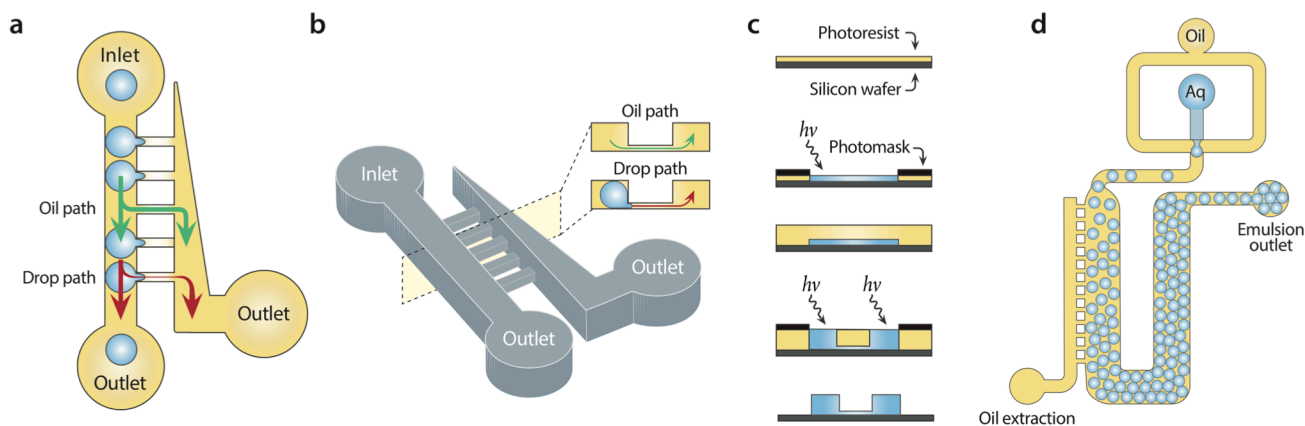 a
Inlet
Oil path
Drop path
Outlet
Outlet
b
Inlet
Outlet
Outlet
Oil path
Drop path
c
Photoresist
Silicon wafer
hν
Photomask
hν
hν
d
Oil
Aq
Emulsion
outlet
Oil extraction